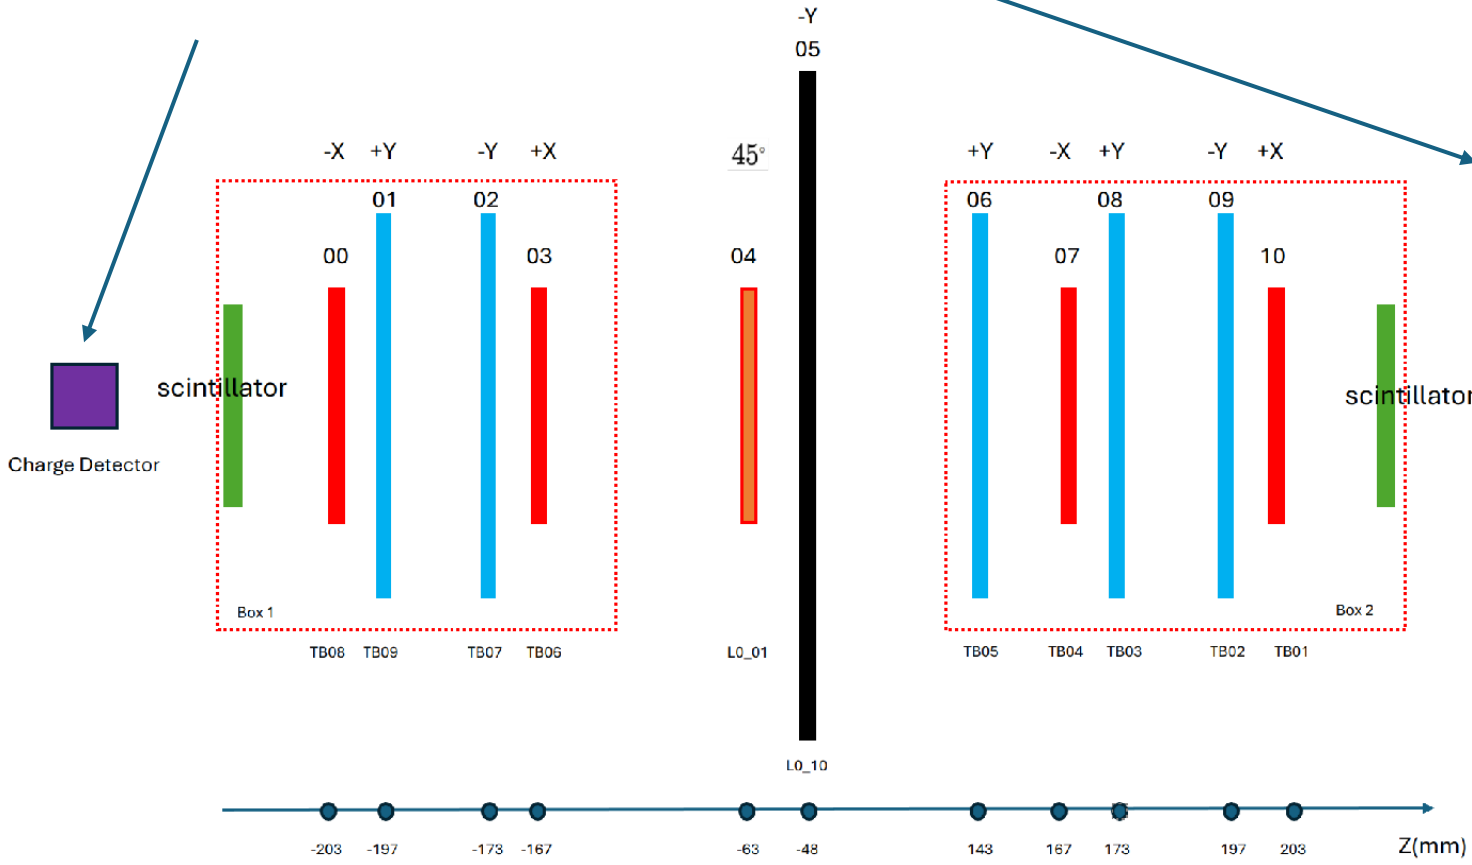 -Y
05
-X +Y -Y +X 45° +Y -X +Y -Y +X
01 02 06 08 09
00 03 04 07 10
scintillator scintillator
Charge Detector
Box 1 Box 2
TB08 TB09 TB07 TB06 L0_01 TB05 TB04 TB03 TB02 TB01
L0_10
-203 -197 -173 -167 -63 -48 143 167 173 197 203 Z(mm)